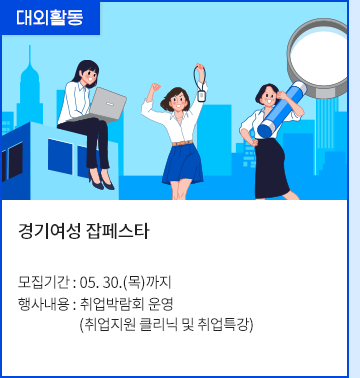 대외활동
경기여성 잡페스타
모집기간 : 05. 30.(목)까지
행사내용 : 취업박람회 운영
(취업지원 클리닉 및 취업특강)